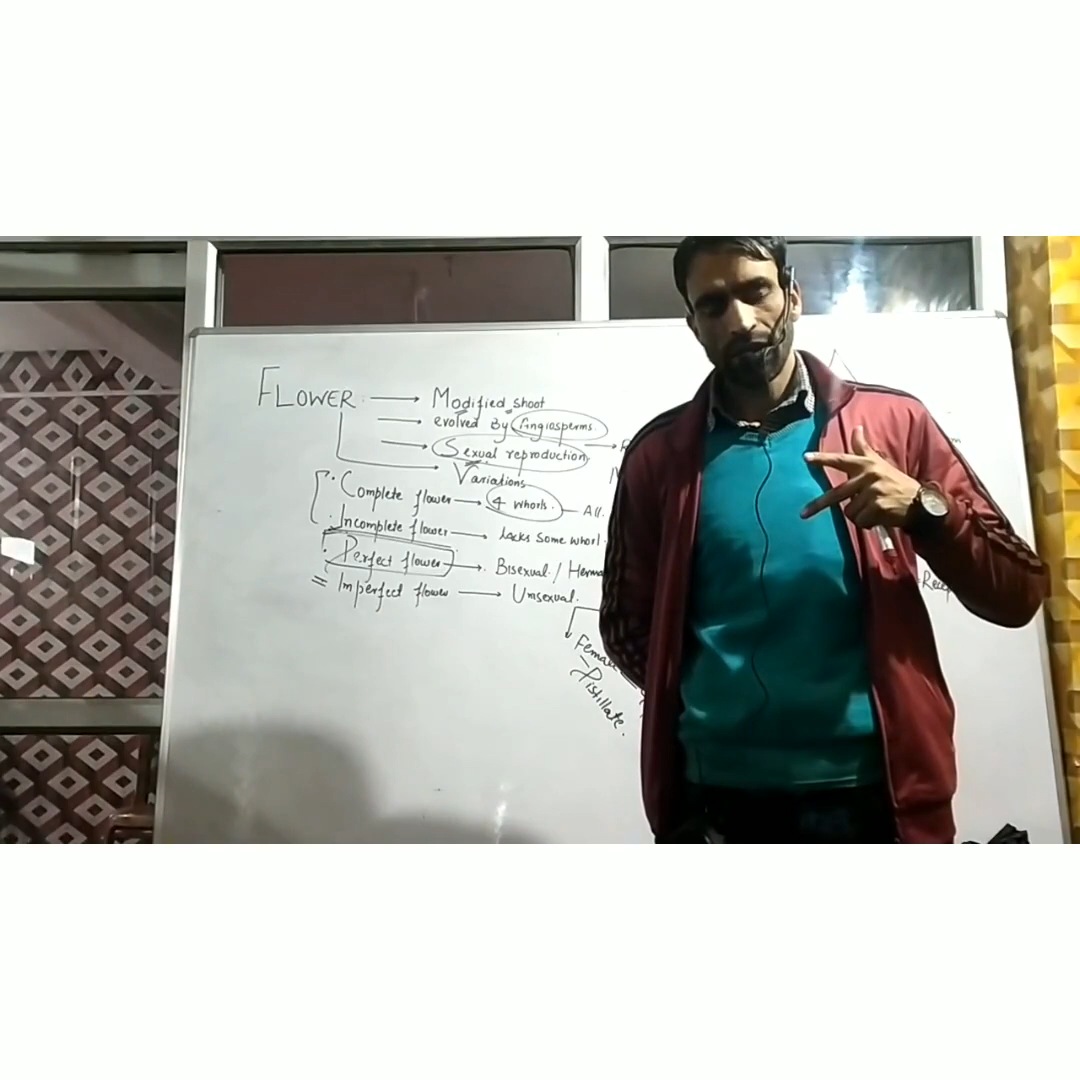 FLOWER → Modified shoot
→ evolved By Angiosperms.
→ Sexual reproduction
→ Variations
Complete flower → 4 whorls. — All.
Incomplete flower → Lacks Some whorl.
Perfect flower → Bisexual. / Herma
= Imperfect flower → Unsexual.
Female
Pistillate.